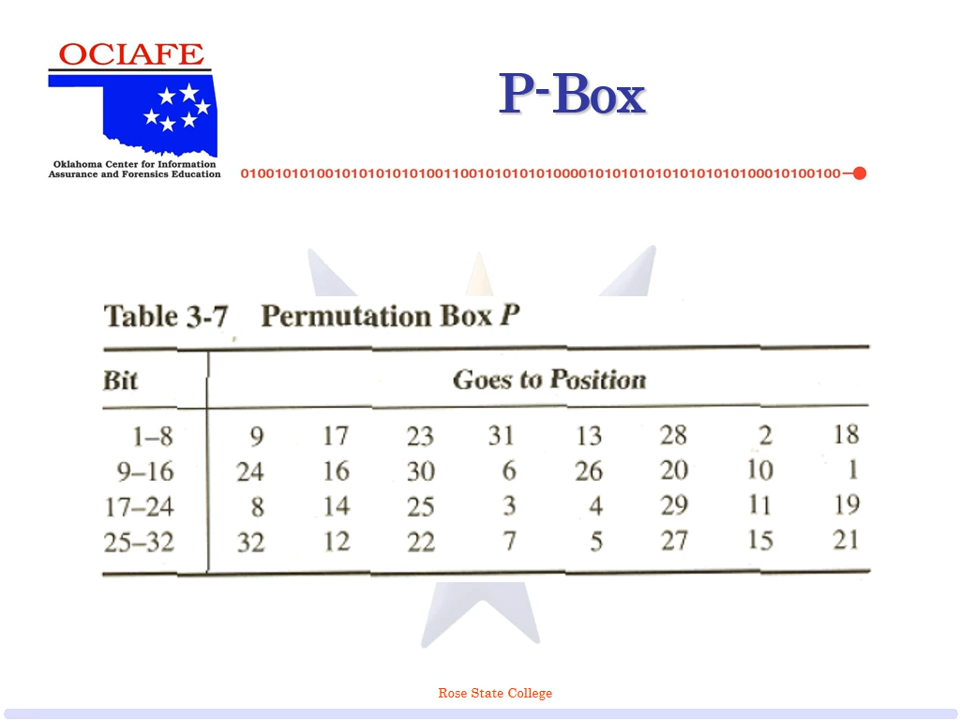 OCIAFE
Oklahoma Center for Information
Assurance and Forensics Education
P-Box
0100101010010101010101010011001010101010000101010101010101010100010100100
Table 3-7 Permutation Box P
Bit Goes to Position
1–8 9 17 23 31 13 28 2 18
9–16 24 16 30 6 26 20 10 1
17–24 8 14 25 3 4 29 11 19
25–32 32 12 22 7 5 27 15 21
Rose State College